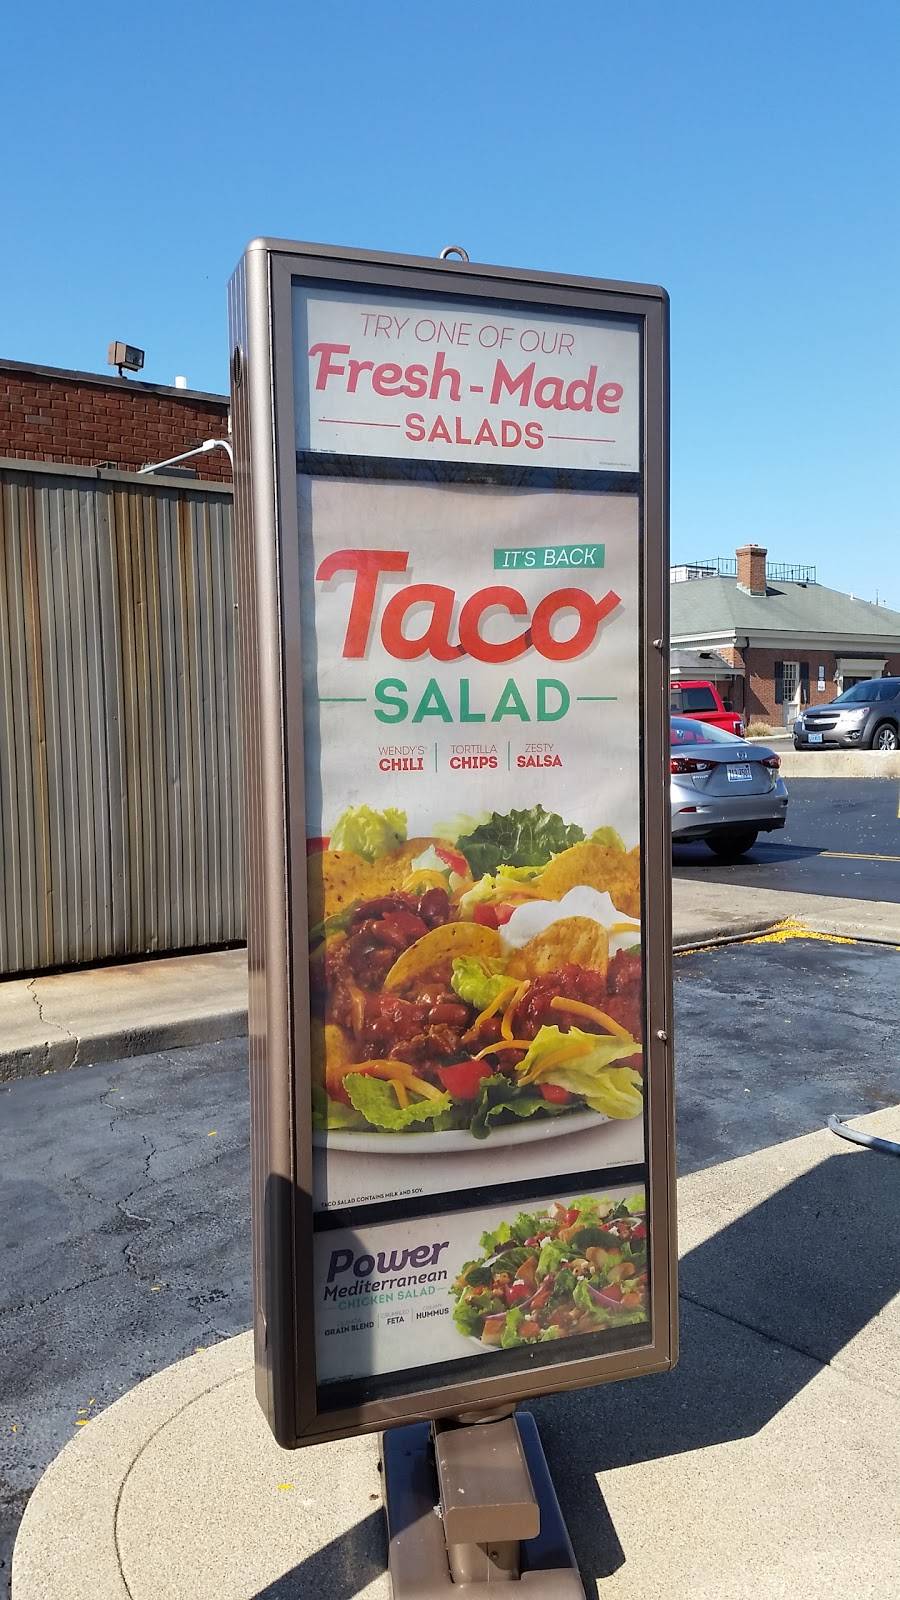 TRY ONE OF OUR
Fresh-Made
SALADS
IT'S BACK
Taco
SALAD
WENDY'S CHILI
TORTILLA CHIPS
ZESTY SALSA
TACO SALAD CONTAINS MILK AND SOY.
Power
Mediterranean
CHICKEN SALAD
GRAIN BLEND
FETA
HUMMUS